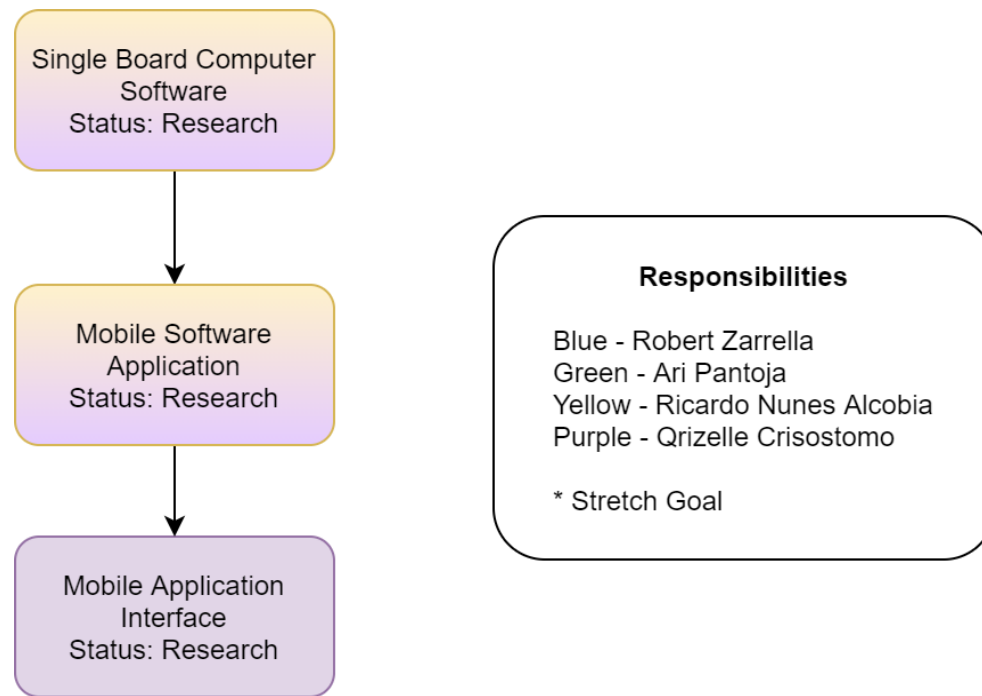 Single Board Computer
Software
Status: Research
Mobile Software
Application
Status: Research
Mobile Application
Interface
Status: Research
Responsibilities
Blue - Robert Zarrella
Green - Ari Pantoja
Yellow - Ricardo Nunes Alcobia
Purple - Qrizelle Crisostomo
* Stretch Goal